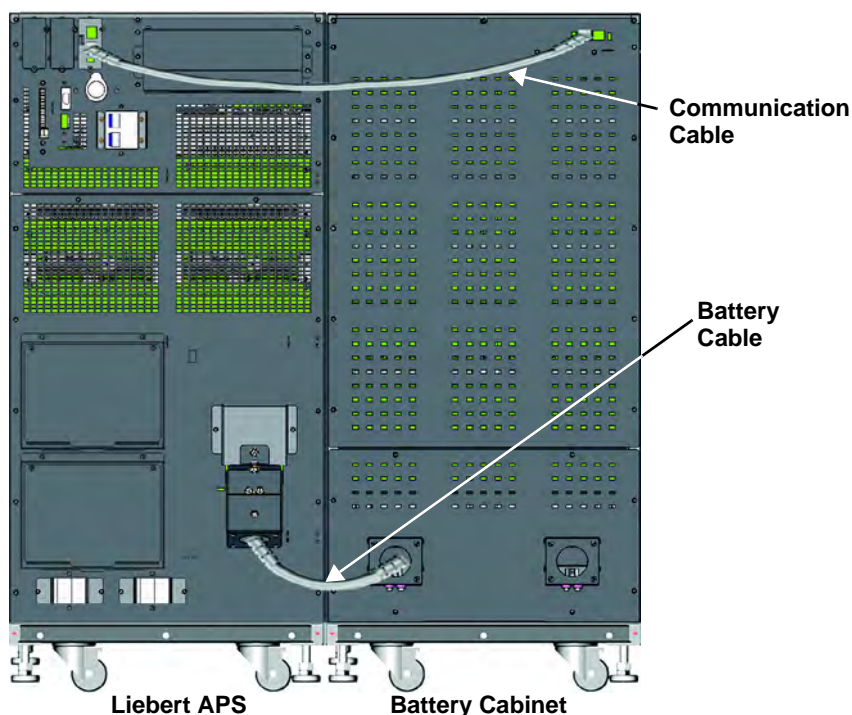 Communication
Cable
Battery
Cable
Liebert APS
Battery Cabinet